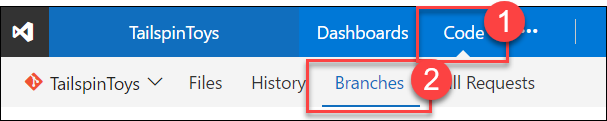 TailspinToys Dashboards Code 1 ...
TailspinToys Files History Branches 2 ll Requests